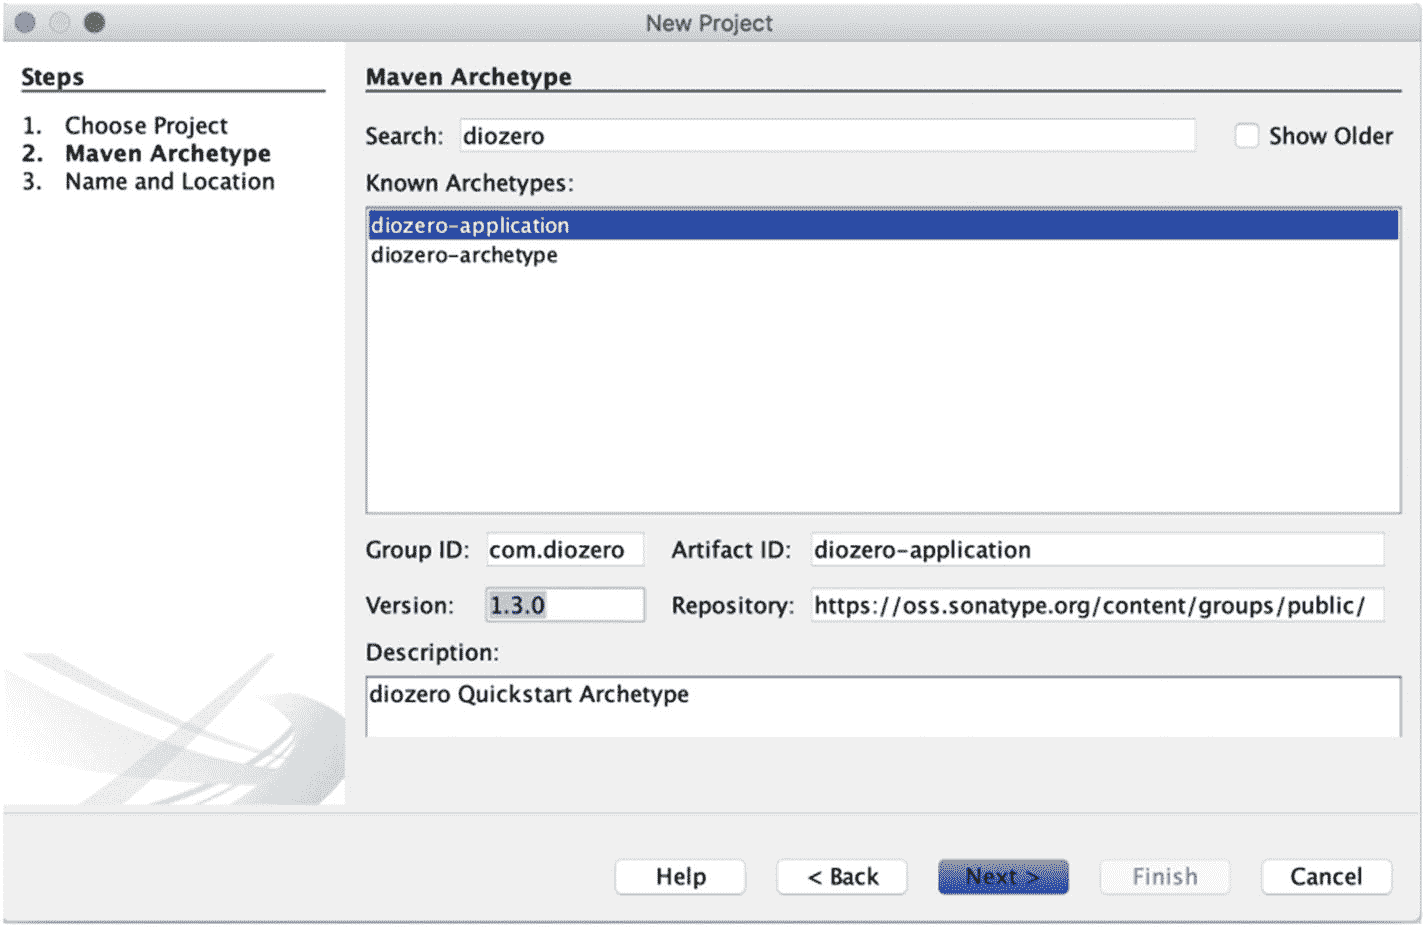 New Project
Steps
1. Choose Project
2. Maven Archetype
3. Name and Location
Maven Archetype
Search: diozero Show Older
Known Archetypes:
diozero-application
diozero-archetype
Group ID: com.diozero Artifact ID: diozero-application
Version: 1.3.0 Repository: https://oss.sonatype.org/content/groups/public/
Description:
diozero Quickstart Archetype
Help < Back Next > Finish Cancel